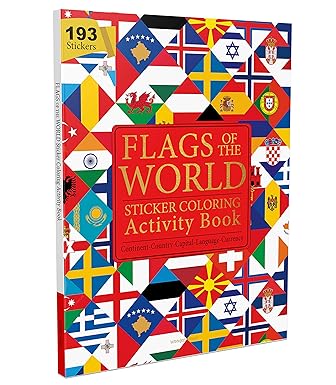 193
Stickers
FLAGS OF THE WORLD Sticker Coloring Activity Book
FLAGS OF THE
WORLD
STICKER COLORING
Activity Book
Continent-Country-Capital-Language-Currency